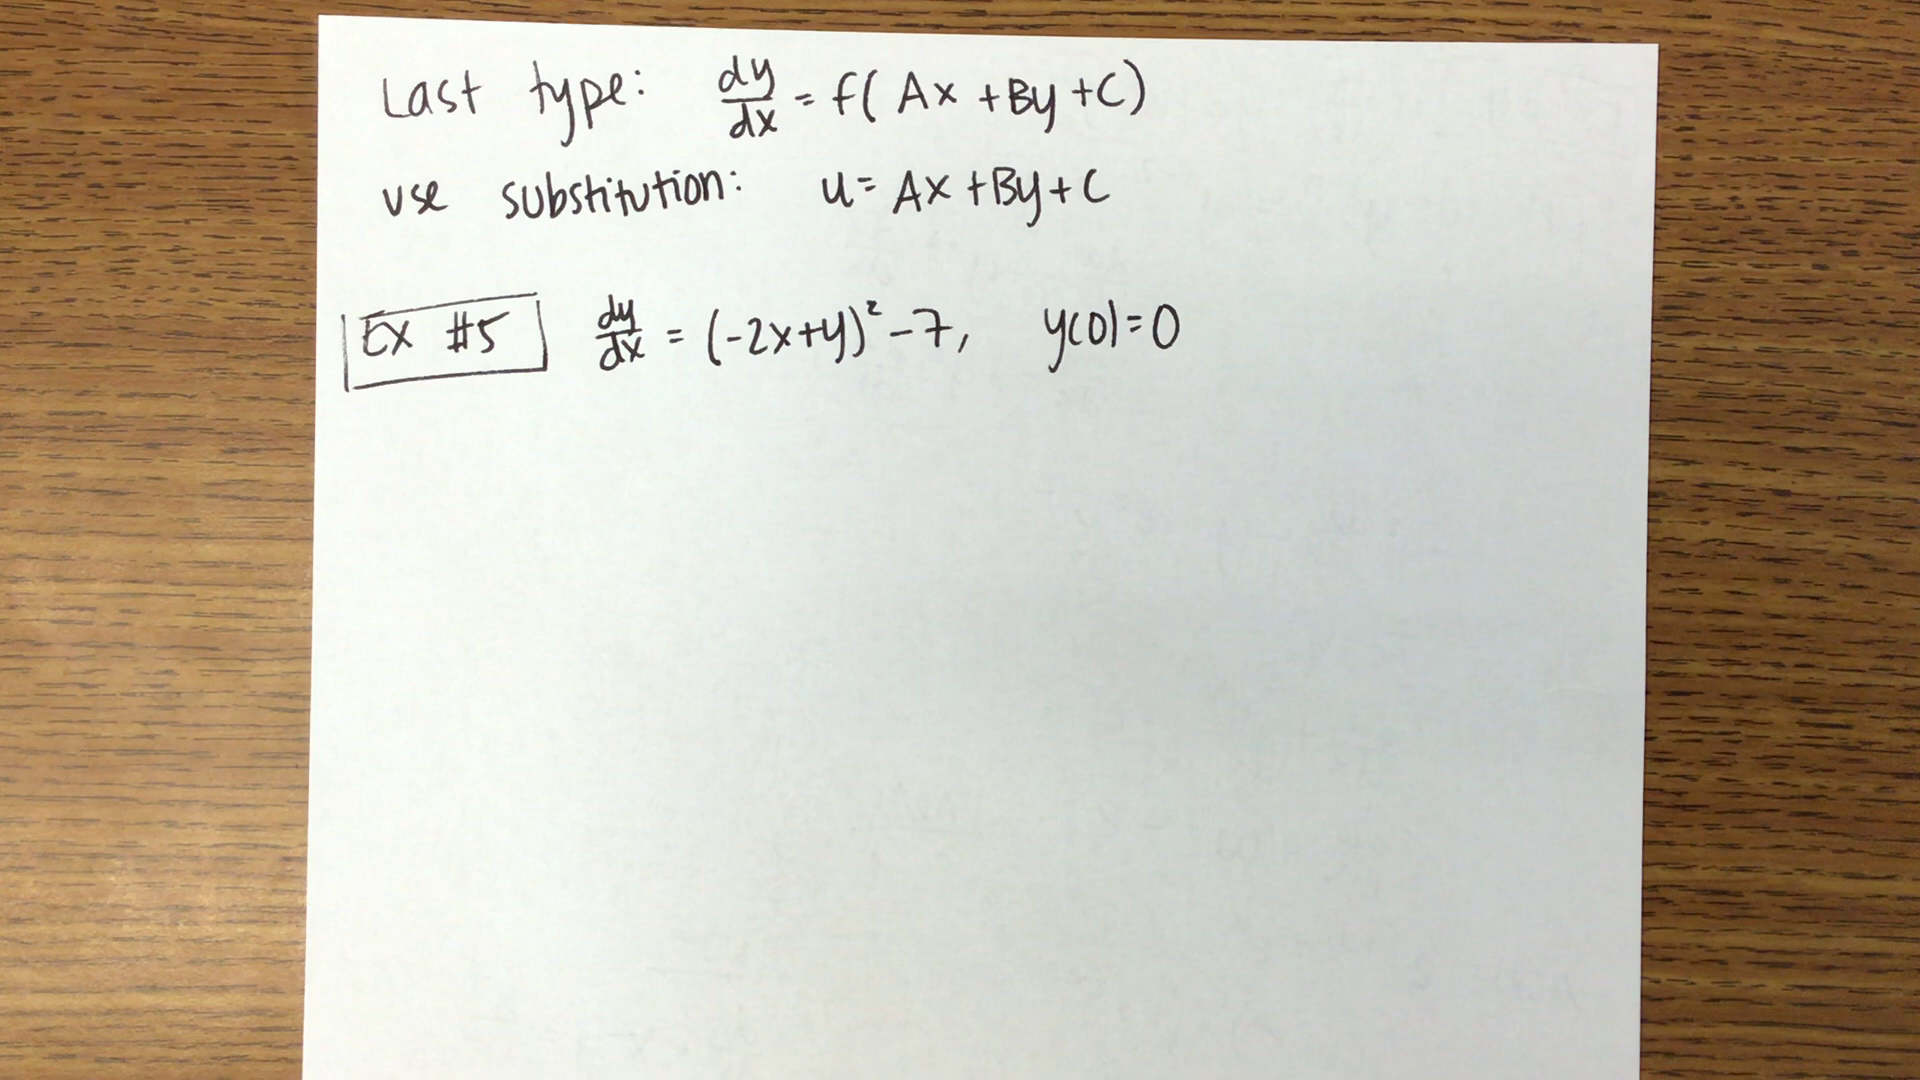 Last type: dy/dx = f(Ax + By + C)
use substitution: u = Ax + By + C
Ex #5 dy/dx = (-2x+y)² - 7, y(0) = 0